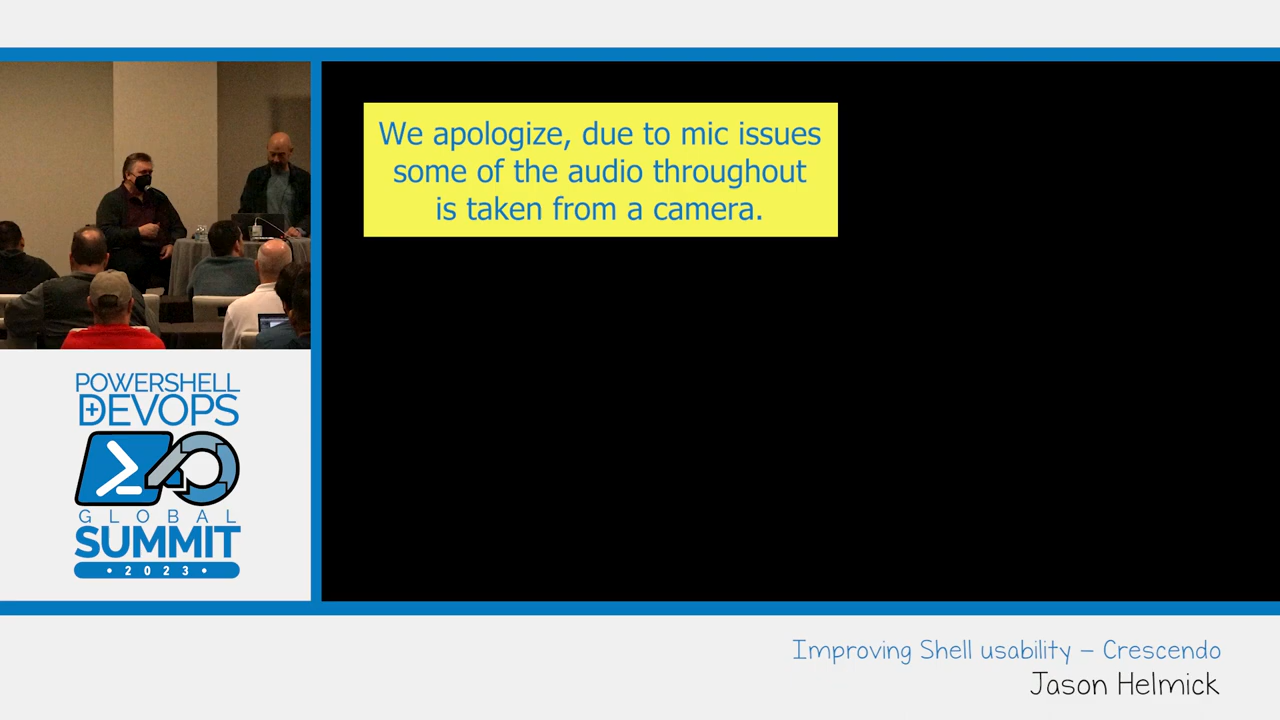 We apologize, due to mic issues
some of the audio throughout
is taken from a camera.
POWERSHELL
+DEVOPS
GLOBAL
SUMMIT
• 2023 •
Improving Shell usability – Crescendo
Jason Helmick